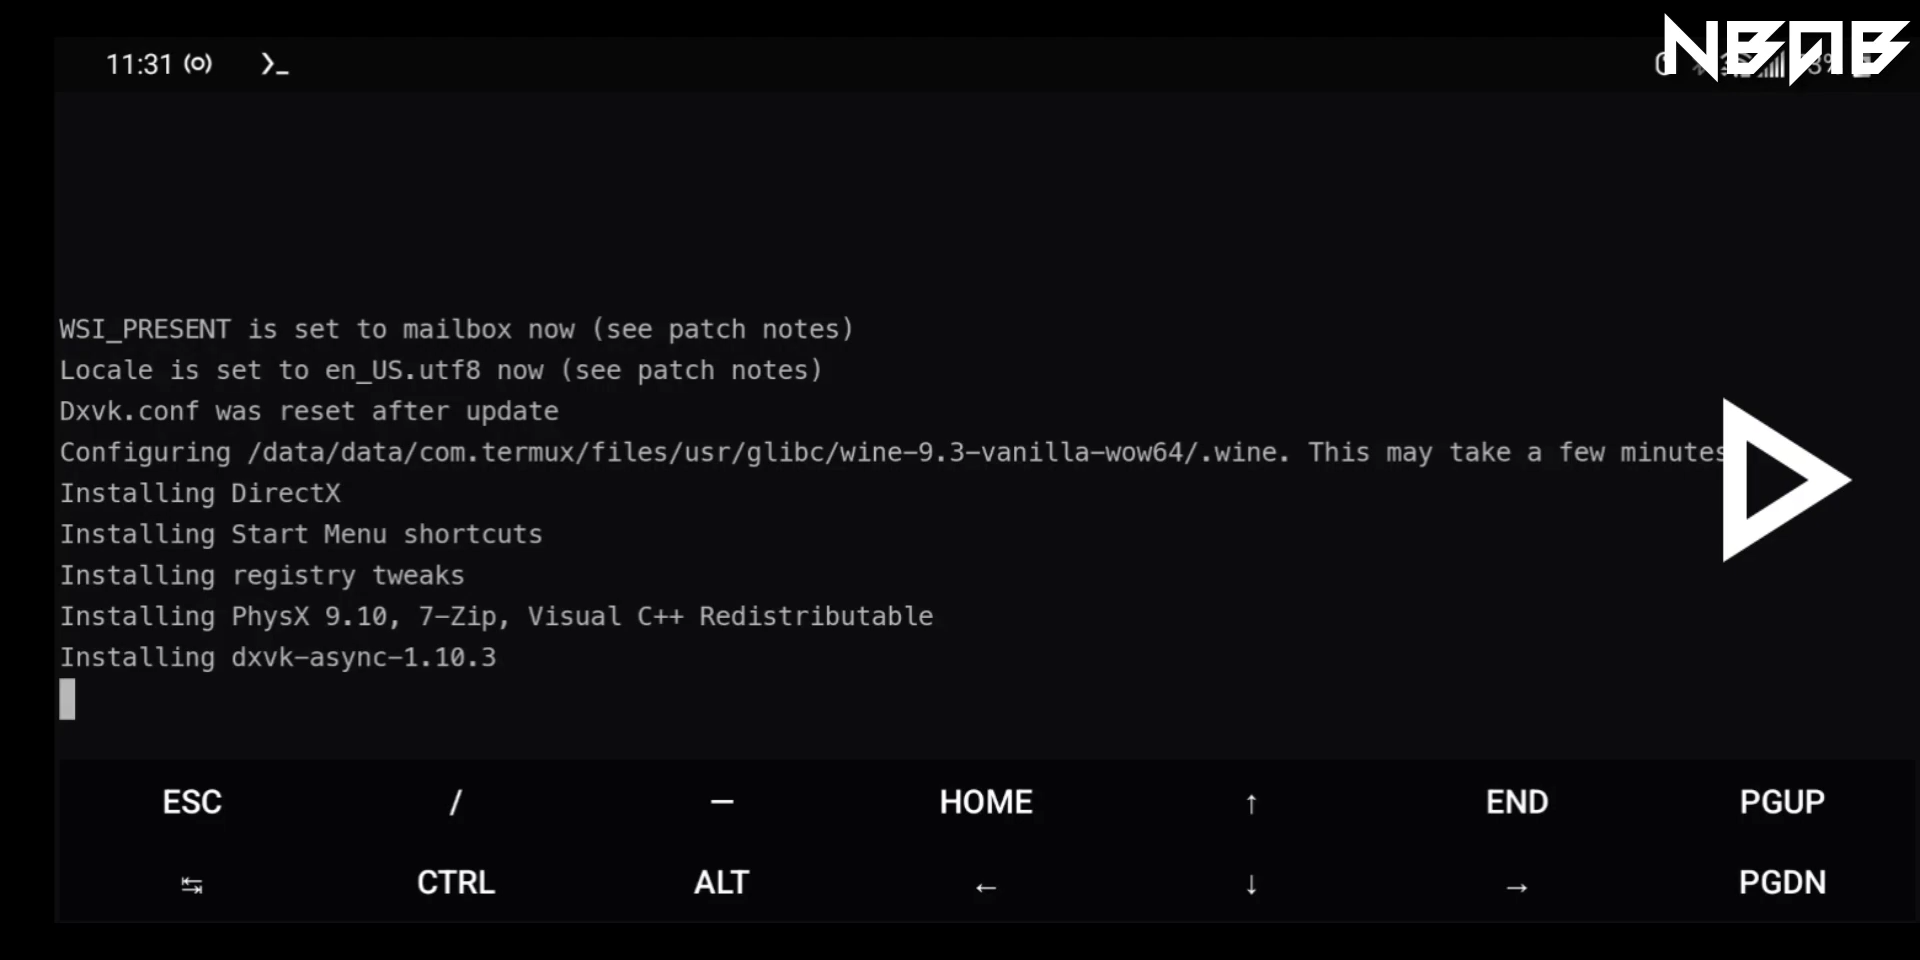 11:31
NBAB
WSI_PRESENT is set to mailbox now (see patch notes)
Locale is set to en_US.utf8 now (see patch notes)
Dxvk.conf was reset after update
Configuring /data/data/com.termux/files/usr/glibc/wine-9.3-vanilla-wow64/.wine. This may take a few minutes
Installing DirectX
Installing Start Menu shortcuts
Installing registry tweaks
Installing PhysX 9.10, 7-Zip, Visual C++ Redistributable
Installing dxvk-async-1.10.3
ESC / — HOME ↑ END PGUP
↹ CTRL ALT ← ↓ → PGDN